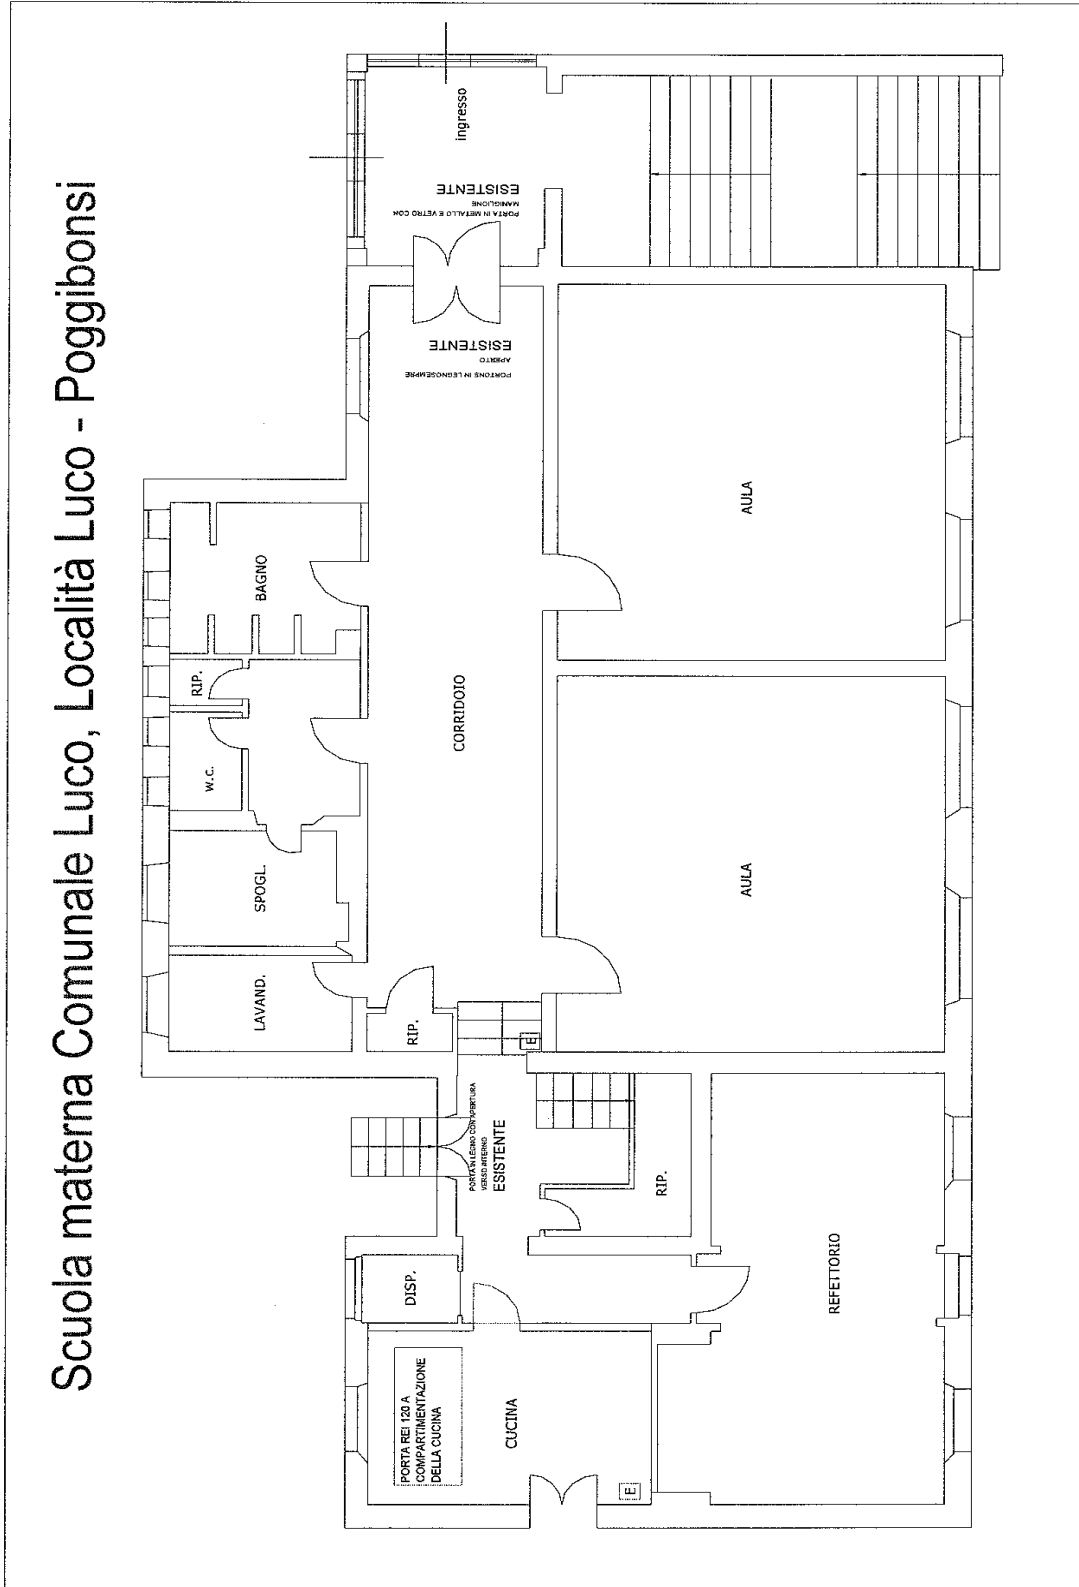 Scuola materna Comunale Luco, Località Luco - Poggibonsi
ingresso
PORTA IN METALLO E VETRO CON
MANIGLIONE
ESISTENTE
PORTONE IN LEGNOSEMPRE
APERTO
ESISTENTE
BAGNO
RIP.
W.C.
SPOGL.
LAVAND.
RIP.
CORRIDOIO
AULA
AULA
E
PORTA IN LEGNO CON APERTURA
VERSO INTERNO
ESISTENTE
RIP.
DISP.
REFETTORIO
PORTA REI 120 A
COMPARTIMENTAZIONE
DELLA CUCINA
CUCINA
E